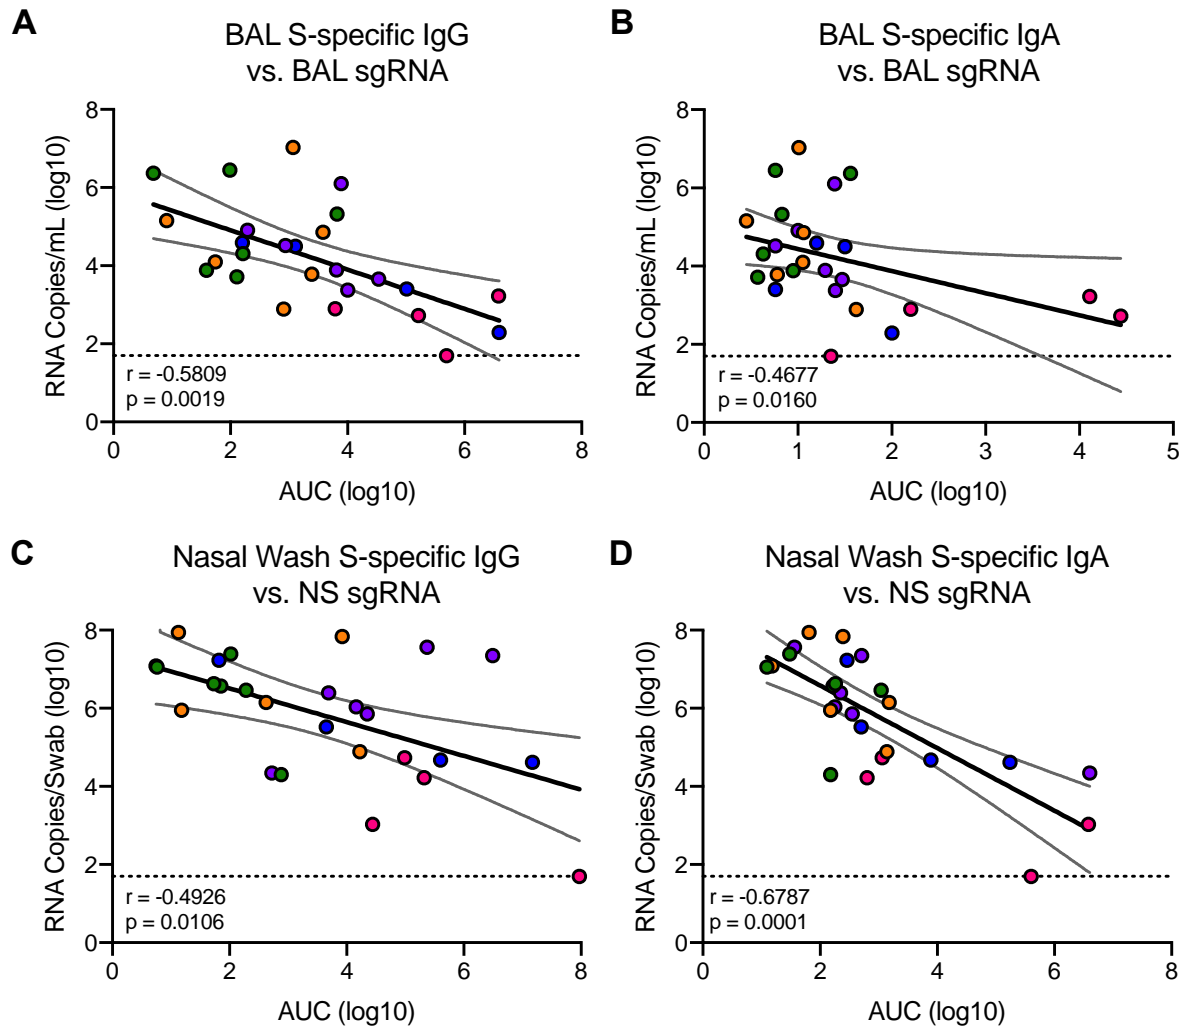 A
BAL S-specific IgG
vs. BAL sgRNA
RNA Copies/mL (log10)
8
6
4
2
0
r = -0.5809
p = 0.0019
0 2 4 6 8
AUC (log10)
B
BAL S-specific IgA
vs. BAL sgRNA
RNA Copies/mL (log10)
8
6
4
2
0
r = -0.4677
p = 0.0160
0 1 2 3 4 5
AUC (log10)
C
Nasal Wash S-specific IgG
vs. NS sgRNA
RNA Copies/Swab (log10)
8
6
4
2
0
r = -0.4926
p = 0.0106
0 2 4 6 8
AUC (log10)
D
Nasal Wash S-specific IgA
vs. NS sgRNA
RNA Copies/Swab (log10)
8
6
4
2
0
r = -0.6787
p = 0.0001
0 2 4 6 8
AUC (log10)